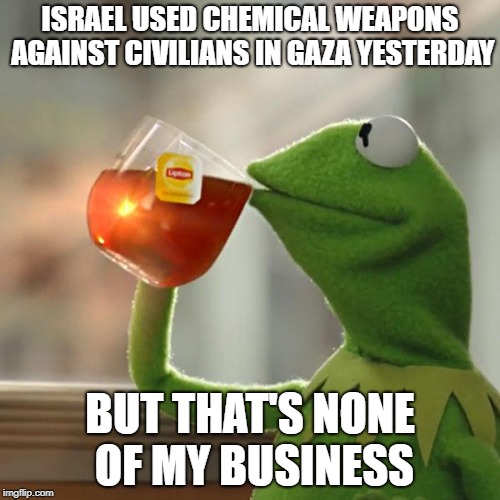 ISRAEL USED CHEMICAL WEAPONS
AGAINST CIVILIANS IN GAZA YESTERDAY
Lipton
BUT THAT'S NONE
OF MY BUSINESS
imgflip.com